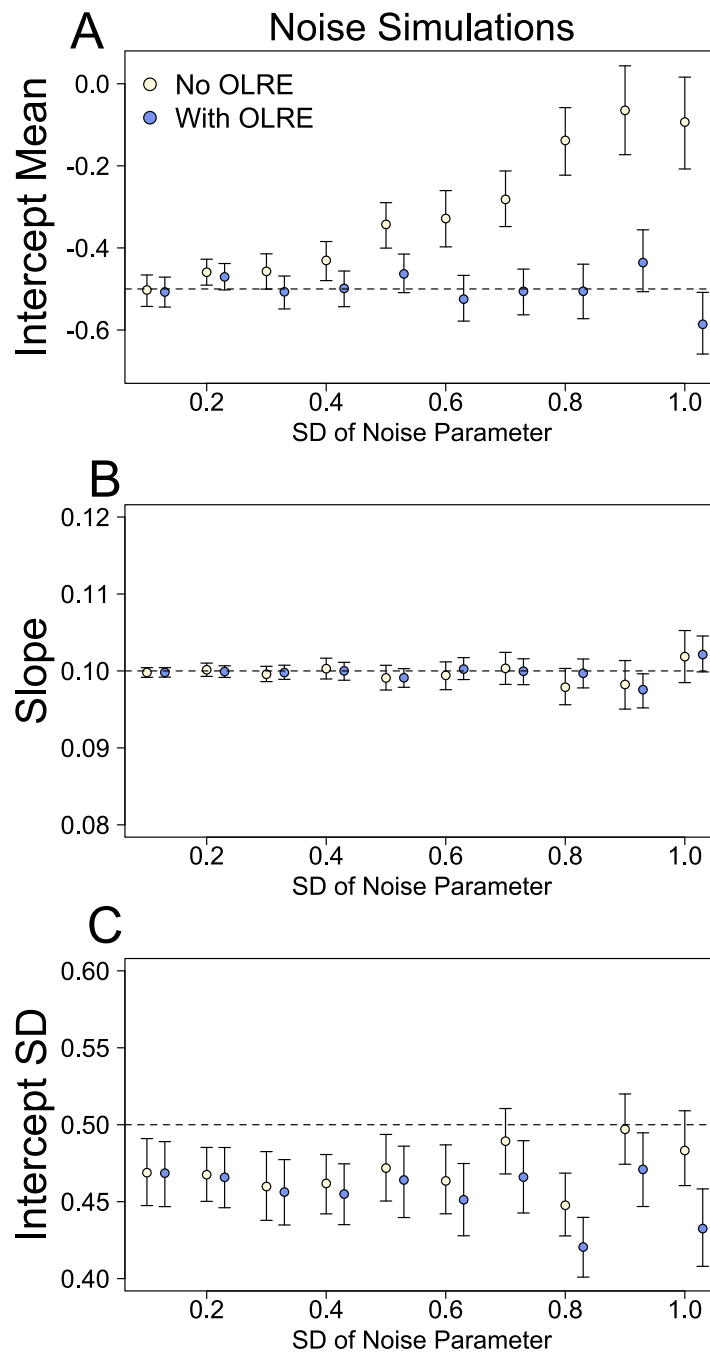 A
Noise Simulations
Intercept Mean
0.0
-0.2
-0.4
-0.6
No OLRE
With OLRE
0.2 0.4 0.6 0.8 1.0
SD of Noise Parameter
B
Slope
0.12
0.11
0.10
0.09
0.08
0.2 0.4 0.6 0.8 1.0
SD of Noise Parameter
C
Intercept SD
0.60
0.55
0.50
0.45
0.40
0.2 0.4 0.6 0.8 1.0
SD of Noise Parameter